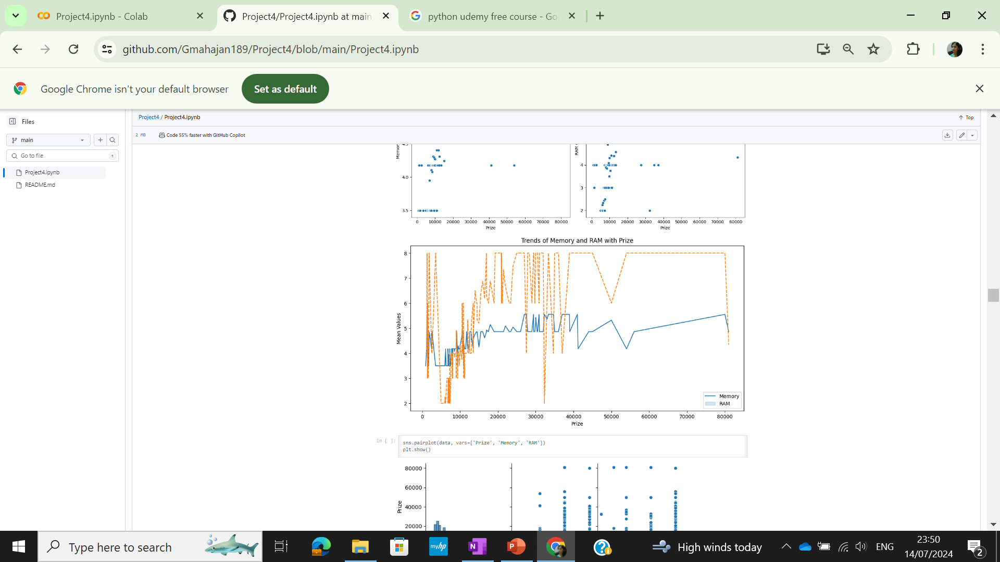 Project4.ipynb - Colab
Project4/Project4.ipynb at main
python udemy free course - Go
github.com/Gmahajan189/Project4/blob/main/Project4.ipynb
Google Chrome isn't your default browser
Set as default
Files
main
Go to file
t
Project4.ipynb
README.md
Project4 / Project4.ipynb
Top
2 MB
Code 55% faster with GitHub Copilot
4.5
4.0
3.5
0 10000 20000 30000 40000 50000 60000 70000 80000
Prize
RAM
4
3
2
0 10000 20000 30000 40000 50000 60000 70000 80000
Prize
Trends of Memory and RAM with Prize
Mean Values
8
7
6
5
4
3
2
0 10000 20000 30000 40000 50000 60000 70000 80000
Prize
Memory
RAM
In [ ]:
sns.pairplot(data, vars=['Prize', 'Memory', 'RAM'])
plt.show()
Prize
80000
60000
40000
20000
Type here to search
myhp
N
P
High winds today
ENG
23:50
14/07/2024
2